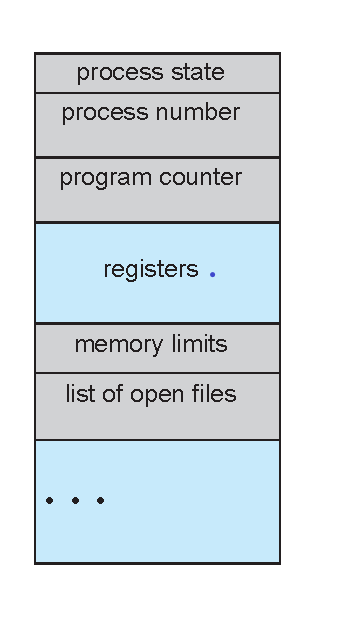 process state
process number
program counter
registers .
memory limits
list of open files
• • •